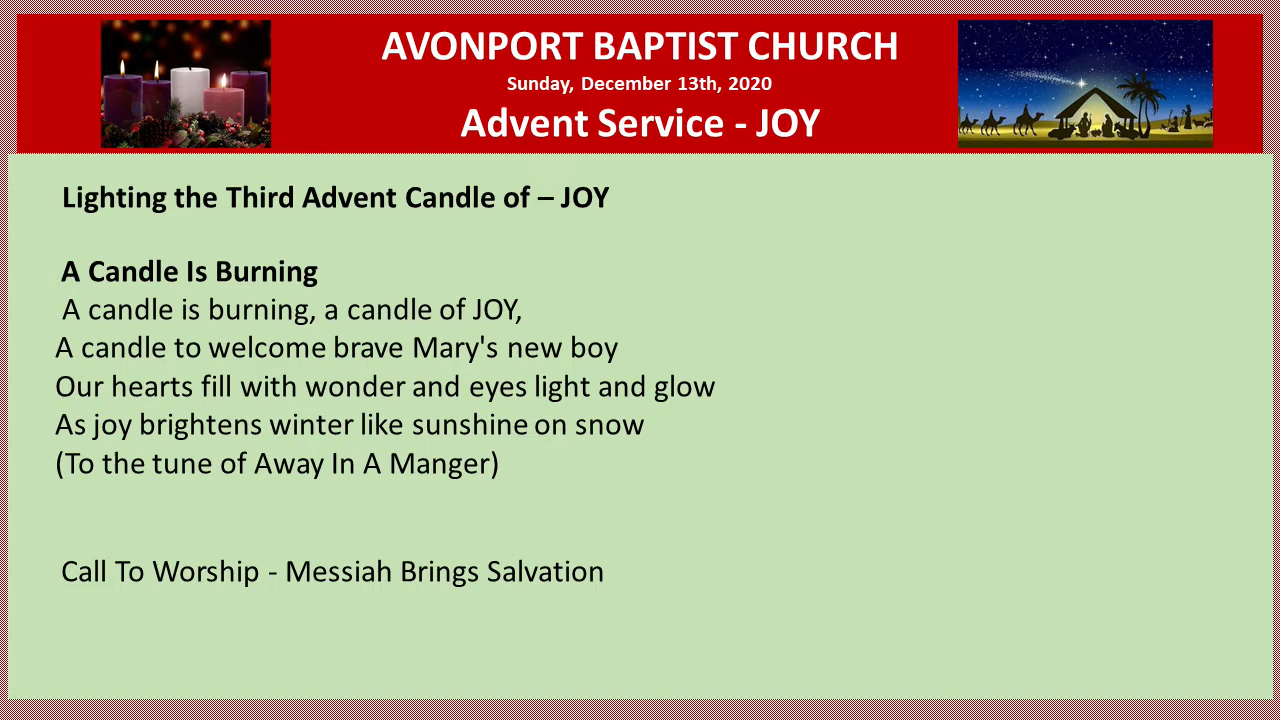 AVONPORT BAPTIST CHURCH
Sunday, December 13th, 2020
Advent Service - JOY
Lighting the Third Advent Candle of – JOY
A Candle Is Burning
A candle is burning, a candle of JOY,
A candle to welcome brave Mary's new boy
Our hearts fill with wonder and eyes light and glow
As joy brightens winter like sunshine on snow
(To the tune of Away In A Manger)
Call To Worship - Messiah Brings Salvation